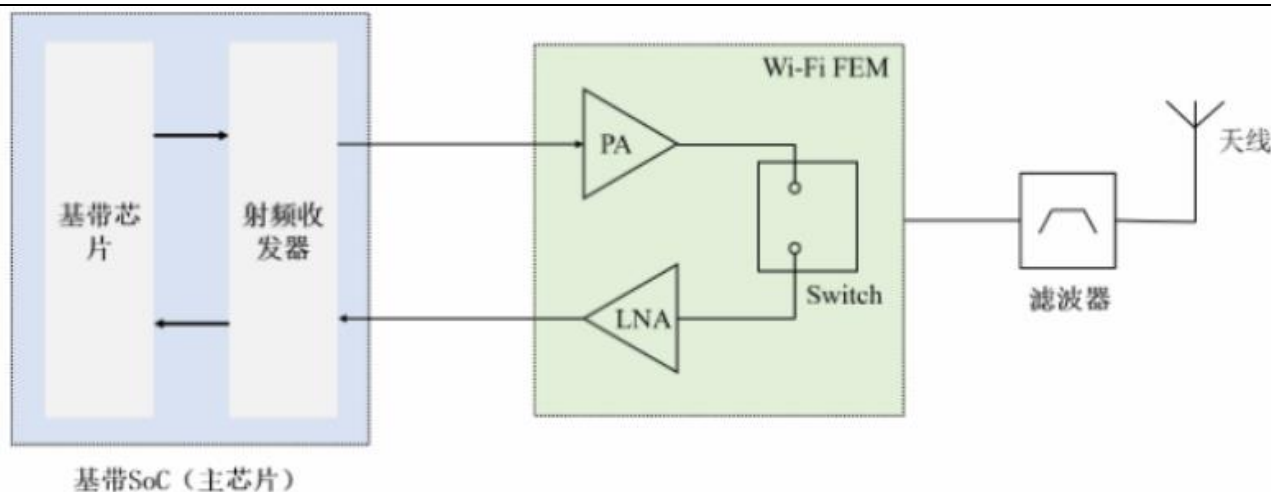 基带芯
片
射频收
发器
基带SoC（主芯片）
Wi-Fi FEM
PA
LNA
Switch
滤波器
天线